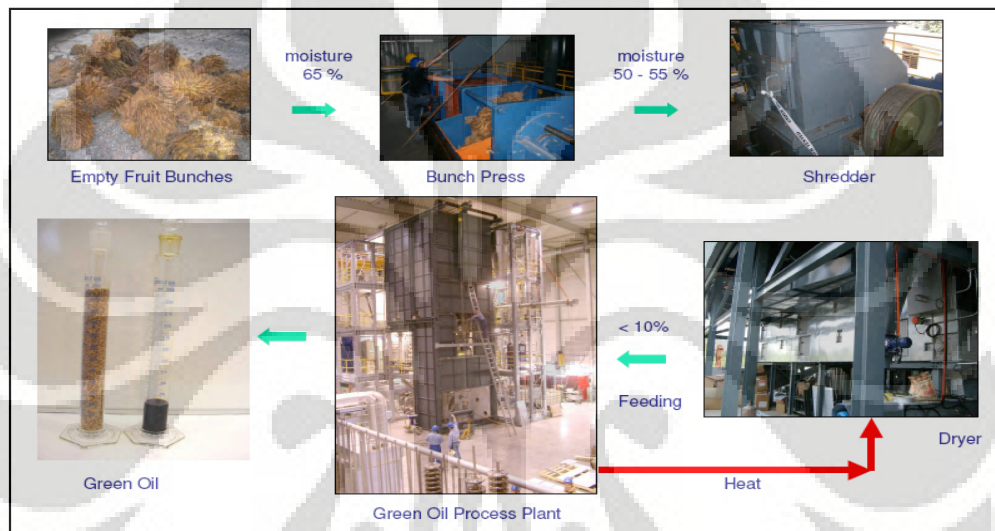 moisture
65 %
moisture
50 - 55 %
Empty Fruit Bunches
Bunch Press
Shredder
< 10%
Feeding
Dryer
Green Oil
Heat
Green Oil Process Plant